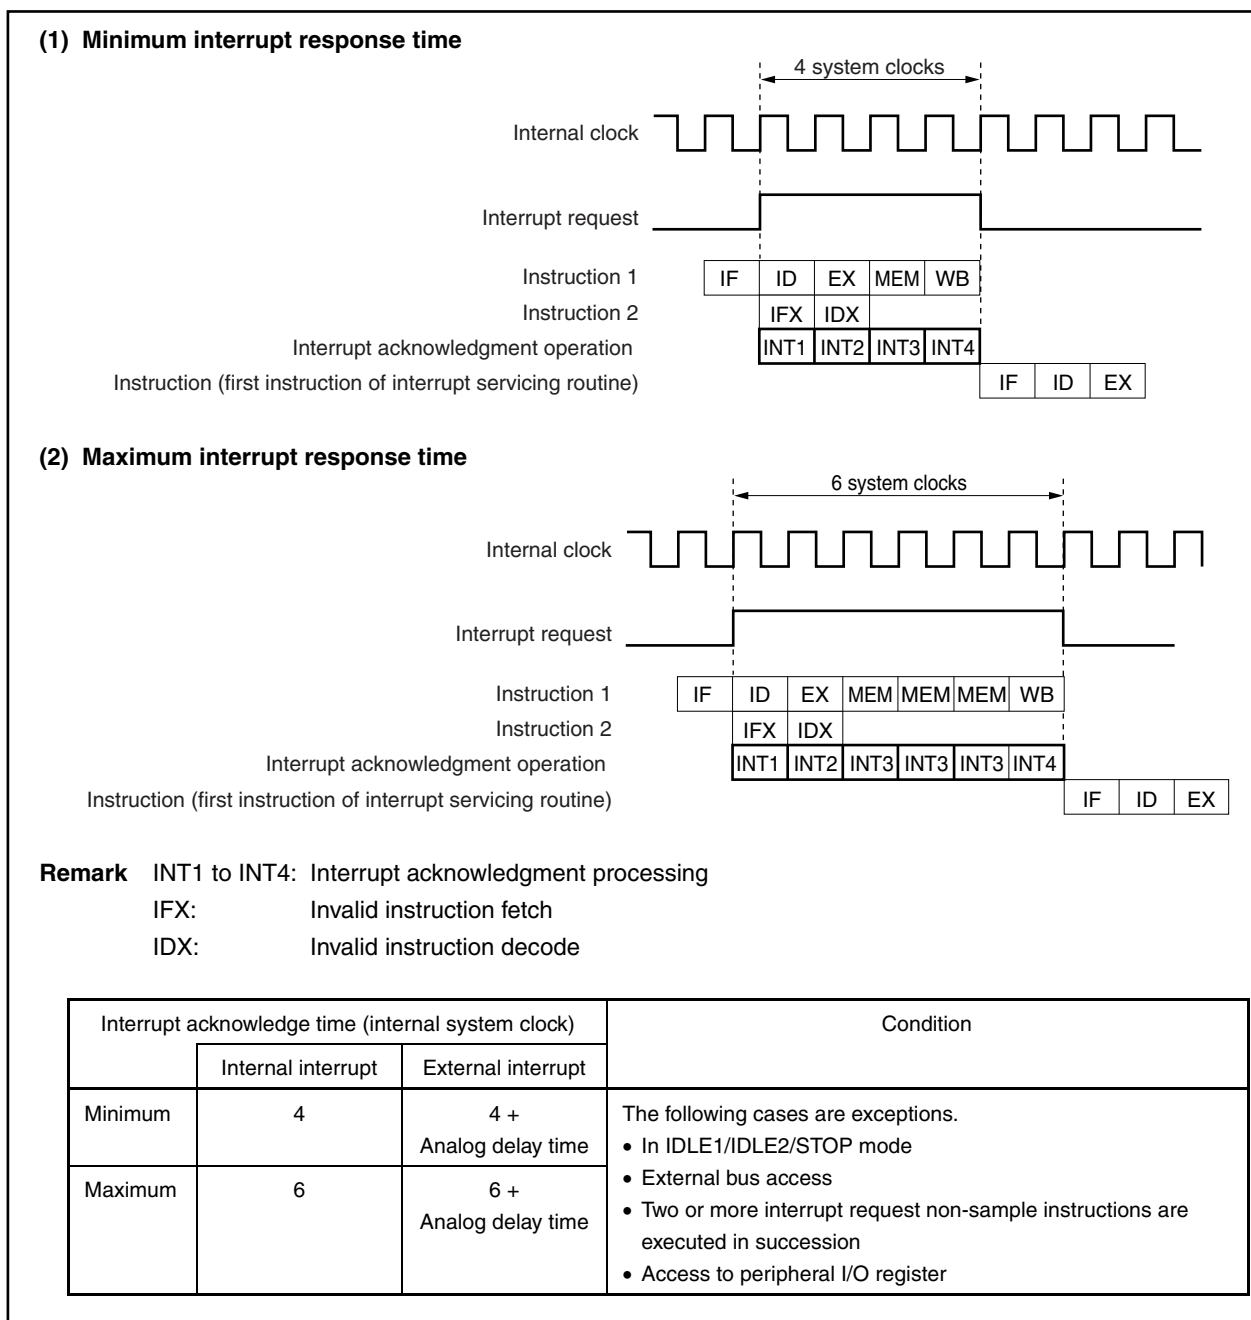 (1) Minimum interrupt response time
4 system clocks
Internal clock
Interrupt request
Instruction 1 IF ID EX MEM WB
Instruction 2 IFX IDX
Interrupt acknowledgment operation INT1 INT2 INT3 INT4
Instruction (first instruction of interrupt servicing routine) IF ID EX
(2) Maximum interrupt response time
6 system clocks
Internal clock
Interrupt request
Instruction 1 IF ID EX MEM MEM MEM WB
Instruction 2 IFX IDX
Interrupt acknowledgment operation INT1 INT2 INT3 INT3 INT3 INT4
Instruction (first instruction of interrupt servicing routine) IF ID EX
Remark INT1 to INT4: Interrupt acknowledgment processing
IFX: Invalid instruction fetch
IDX: Invalid instruction decode
Interrupt acknowledge time (internal system clock) Condition
Internal interrupt External interrupt
Minimum 4 4 +
Analog delay time
Maximum 6 6 +
Analog delay time
The following cases are exceptions.
• In IDLE1/IDLE2/STOP mode
• External bus access
• Two or more interrupt request non-sample instructions are
executed in succession
• Access to peripheral I/O register